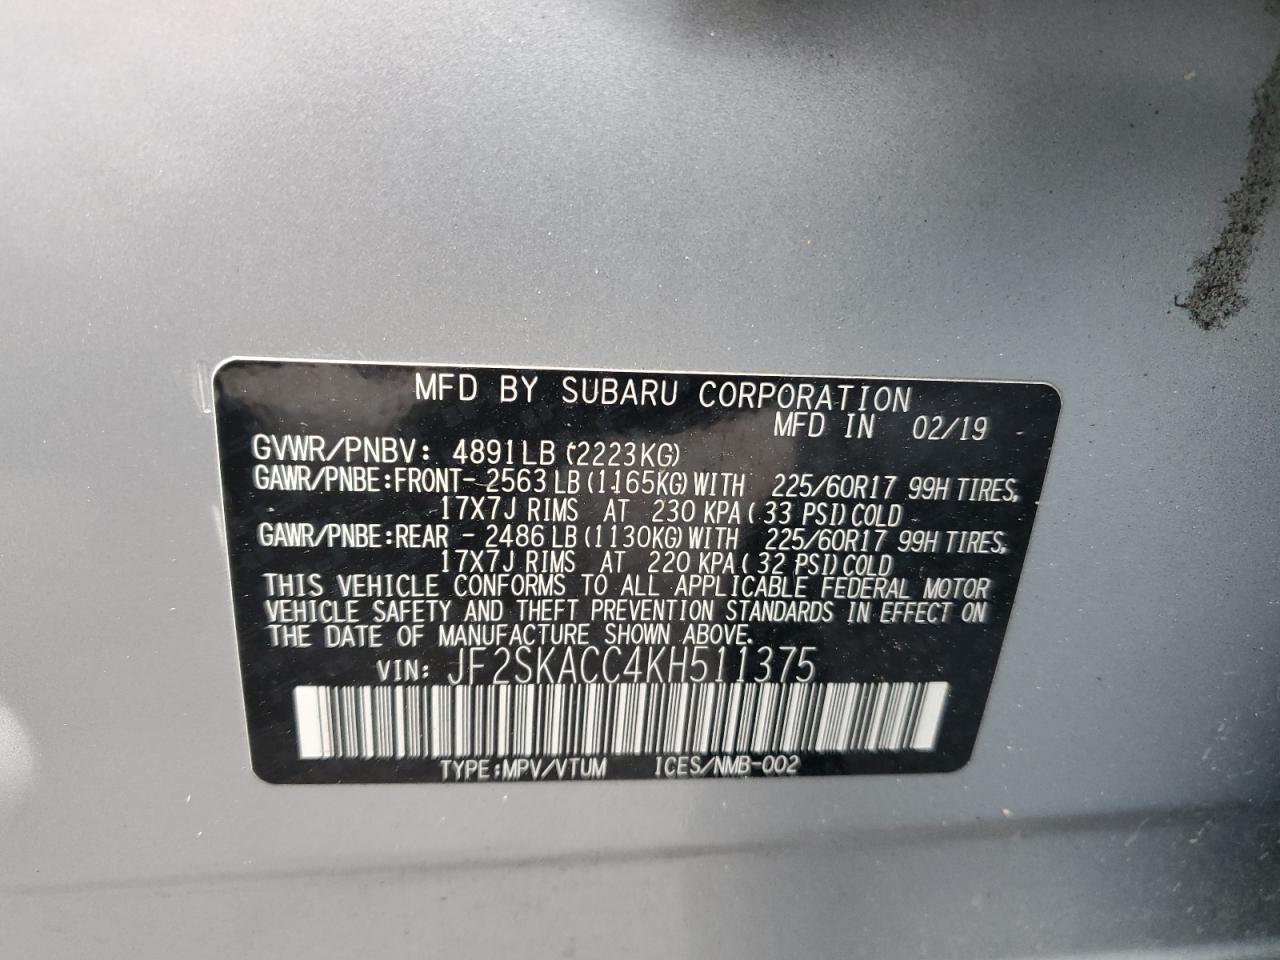 MFD BY SUBARU CORPORATION
MFD IN 02/19
GVWR/PNBV: 4891LB (2223KG)
GAWR/PNBE:FRONT- 2563 LB (1165KG) WITH 225/60R17 99H TIRES,
17X7J RIMS AT 230 KPA ( 33 PSI) COLD
GAWR/PNBE:REAR - 2486 LB (1130KG) WITH 225/60R17 99H TIRES,
17X7J RIMS AT 220 KPA ( 32 PSI) COLD
THIS VEHICLE CONFORMS TO ALL APPLICABLE FEDERAL MOTOR
VEHICLE SAFETY AND THEFT PREVENTION STANDARDS IN EFFECT ON
THE DATE OF MANUFACTURE SHOWN ABOVE.
VIN: JF2SKACC4KH511375
TYPE:MPV/VTUM ICES/NMB-002